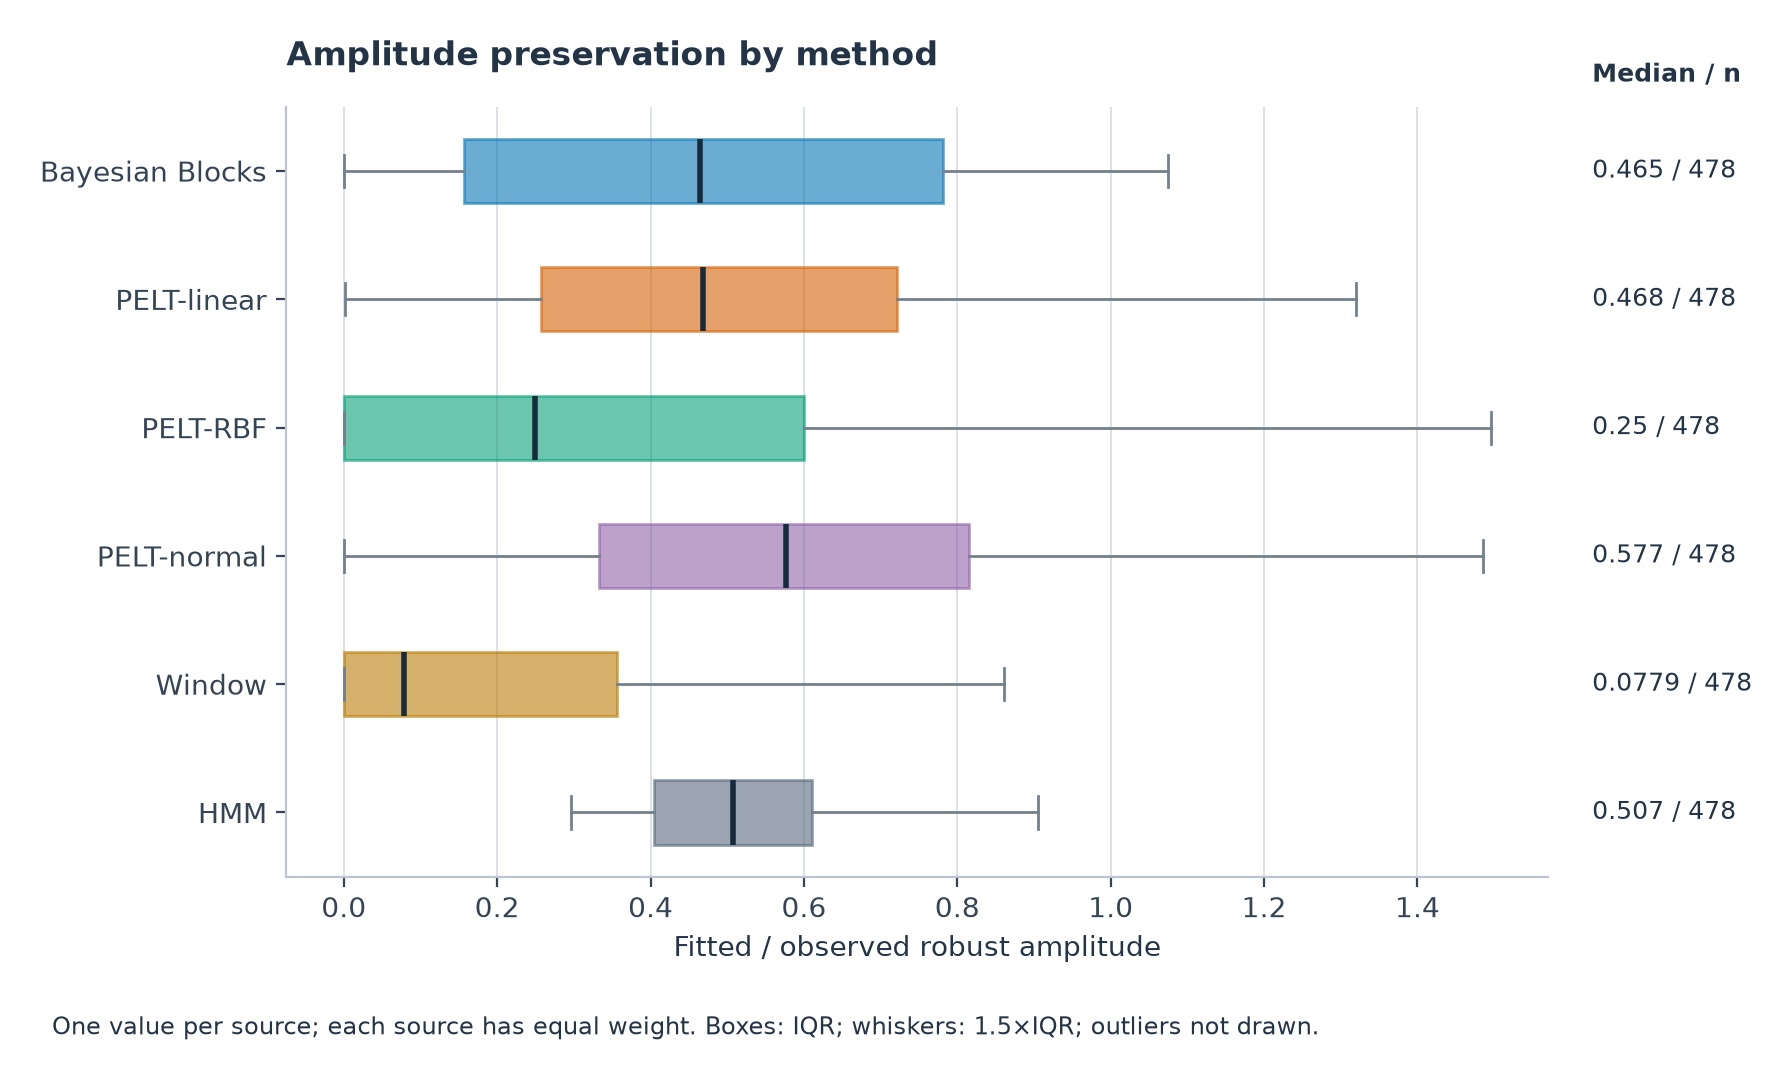 Amplitude preservation by method
Median / n
Bayesian Blocks
0.465 / 478
PELT-linear
0.468 / 478
PELT-RBF
0.25 / 478
PELT-normal
0.577 / 478
Window
0.0779 / 478
HMM
0.507 / 478
0.0 0.2 0.4 0.6 0.8 1.0 1.2 1.4
Fitted / observed robust amplitude
One value per source; each source has equal weight. Boxes: IQR; whiskers: 1.5×IQR; outliers not drawn.